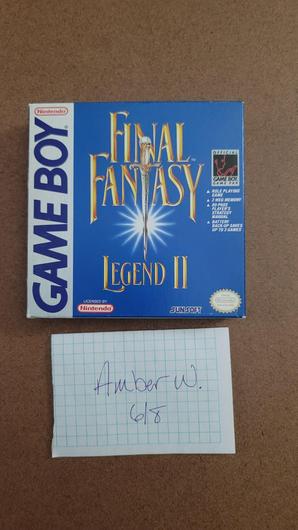 Nintendo
GAME BOY
TM
FINAL
FANTASY
LEGEND II
OFFICIAL
GAME BOY
GAME PAK
ROLE PLAYING
GAME
2 MEG MEMORY
80 PAGE
PLAYER'S
STRATEGY
MANUAL
BATTERY
BACK-UP SAVES
UP TO 3 GAMES
LICENSED BY
Nintendo
SUNSOFT
Amber W.
6/8